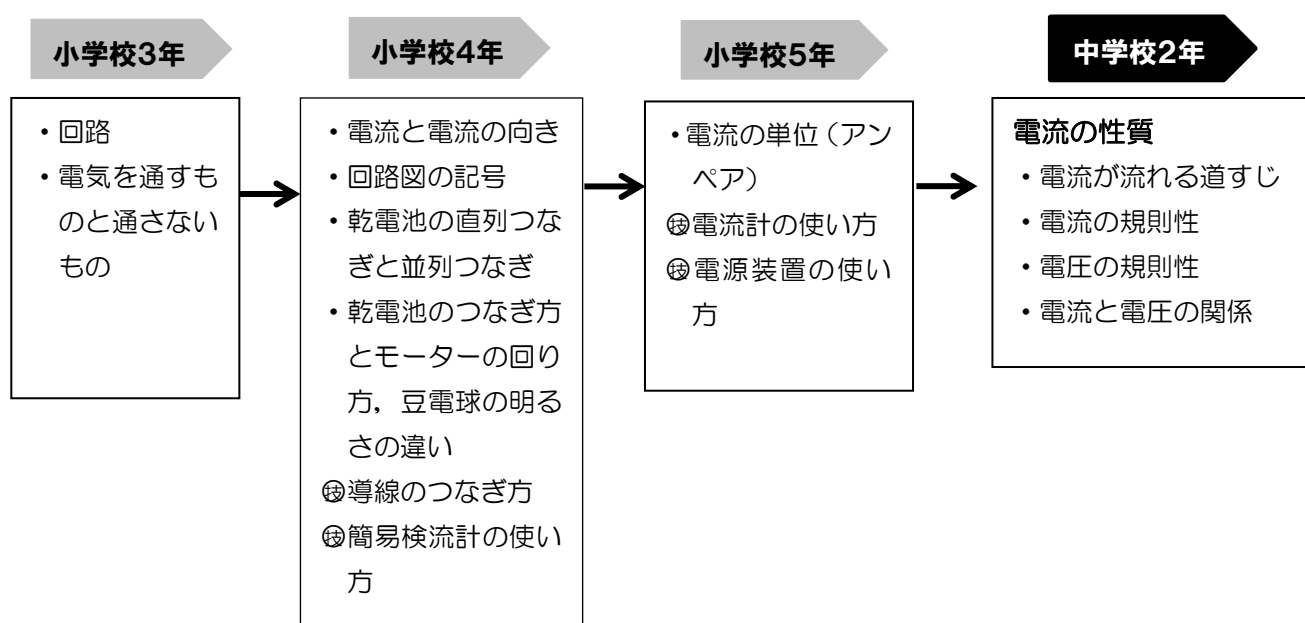 小学校3年
・回路
・電気を通すも
のと通さない
もの
小学校4年
・電流と電流の向き
・回路図の記号
・乾電池の直列つな
ぎと並列つなぎ
・乾電池のつなぎ方
とモーターの回り
方，豆電球の明る
さの違い
㊙導線のつなぎ方
㊙簡易検流計の使い
方
小学校5年
・電流の単位（アン
ペア）
技電流計の使い方
技電源装置の使い
方
中学校2年
電流の性質
・電流が流れる道すじ
・電流の規則性
・電圧の規則性
・電流と電圧の関係